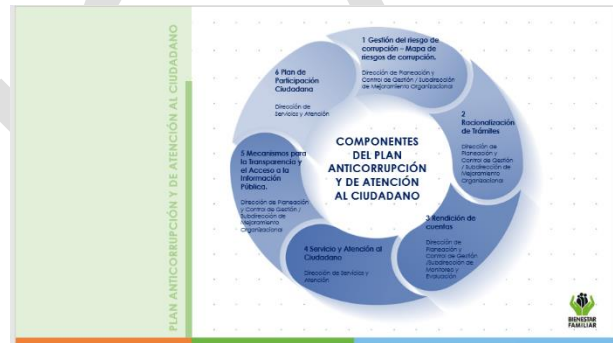 PLAN ANTICORRUPCIÓN Y DE ATENCIÓN AL CIUDADANO
COMPONENTES
DEL PLAN
ANTICORRUPCIÓN
Y DE ATENCIÓN
AL CIUDADANO
1 Gestión del riesgo de
corrupción – Mapa de
riesgos de corrupción.
Dirección de Planeación y
Control de Gestión / Subdirección
de Mejoramiento Organizacional
2
Racionalización
de Trámites
Dirección de
Planeación y
Control de Gestión
/ Subdirección de
Mejoramiento
Organizacional
3 Rendición de
cuentas
Dirección de
Planeación y
Control de Gestión
/Subdirección de
Monitoreo y
Evaluación
4 Servicio y Atención al
Ciudadano
Dirección de Servicios y
Atención
5 Mecanismos para
la Transparencia y
el Acceso a la
Información
Pública.
Dirección de Planeación
y Control de Gestión /
Subdirección de
Mejoramiento
Organizacional
6 Plan de
Participación
Ciudadana
Dirección de
Servicios y Atención
BIENESTAR
FAMILIAR